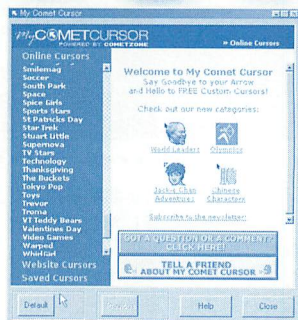 My Comet Cursor
MyCOMETCURSOR
POWERED BY COMETZONE
» Online Cursors
Online Cursors
Smilemag
Soccer
South Park
Space
Spice Girls
Sports Stars
St Patricks Day
Star Trek
Stuart Little
Supernova
TV Stars
Technology
Thanksgiving
The Buckets
Tokyo Pop
Toys
Trevor
Troma
VT Teddy Bears
Valentines Day
Video Games
Warped
WhirlGirl
Website Cursors
Saved Cursors
Welcome to My Comet Cursor
Say Goodbye to your Arrow
and Hello to FREE Custom Cursors!
Check out our new categories:
World Leaders
Olympics
Jackie Chan
Adventures
Chinese
Characters
Subscribe to the newsletter!
GOT A QUESTION OR A COMMENT?
CLICK HERE!
TELL A FRIEND
ABOUT MY COMET CURSOR
Default
Help
Close